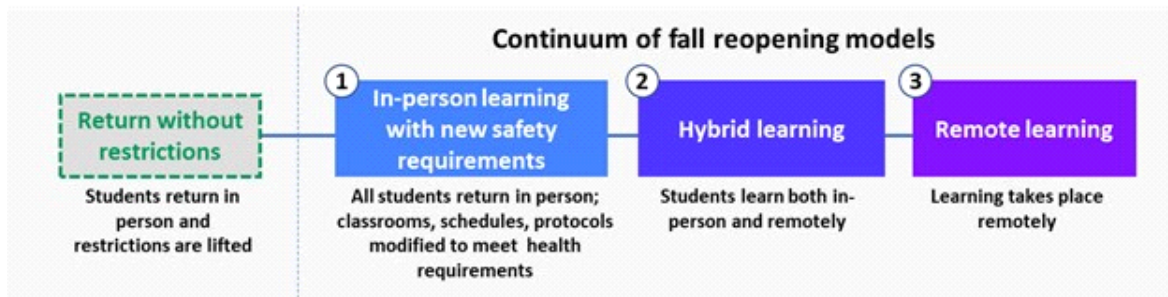 Continuum of fall reopening models
Return without
restrictions
Students return in
person and
restrictions are lifted
1
In-person learning
with new safety
requirements
All students return in person;
classrooms, schedules, protocols
modified to meet health
requirements
2
Hybrid learning
Students learn both in-
person and remotely
3
Remote learning
Learning takes place
remotely